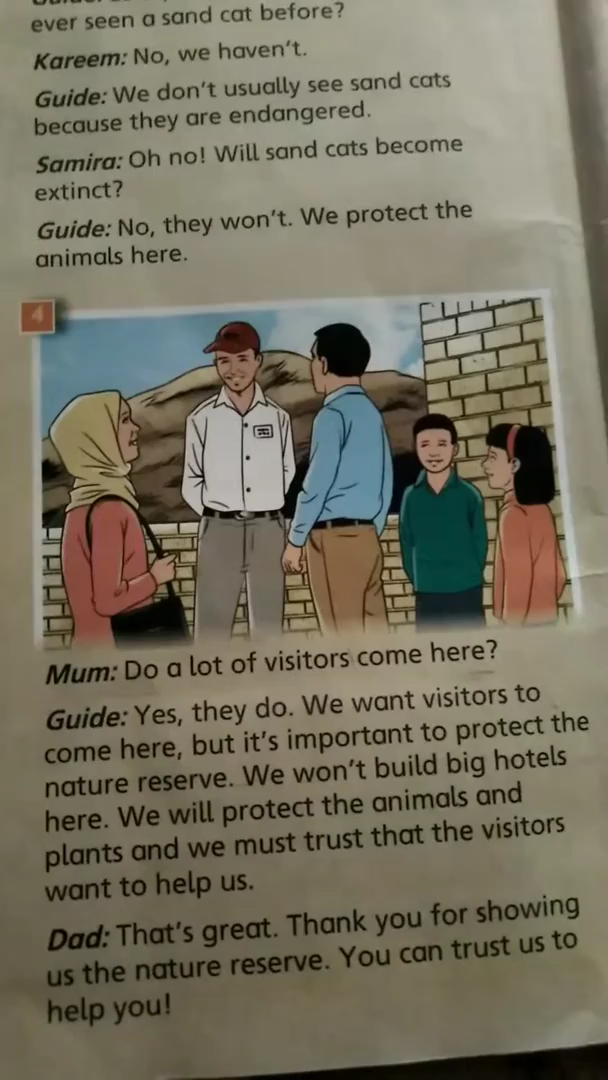 ever seen a sand cat before?
Kareem: No, we haven't.
Guide: We don't usually see sand cats
because they are endangered.
Samira: Oh no! Will sand cats become
extinct?
Guide: No, they won't. We protect the
animals here.
4
Mum: Do a lot of visitors come here?
Guide: Yes, they do. We want visitors to
come here, but it's important to protect the
nature reserve. We won't build big hotels
here. We will protect the animals and
plants and we must trust that the visitors
want to help us.
Dad: That's great. Thank you for showing
us the nature reserve. You can trust us to
help you!